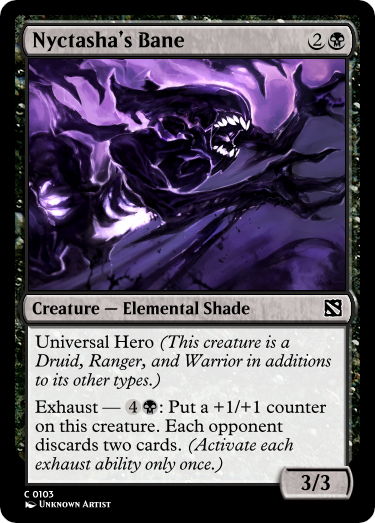 Nyctasha's Bane 2
Creature — Elemental Shade
Universal Hero (This creature is a
Druid, Ranger, and Warrior in additions
to its other types.)
Exhaust — 4: Put a +1/+1 counter
on this creature. Each opponent
discards two cards. (Activate each
exhaust ability only once.)
3/3
C 0103
Unknown Artist